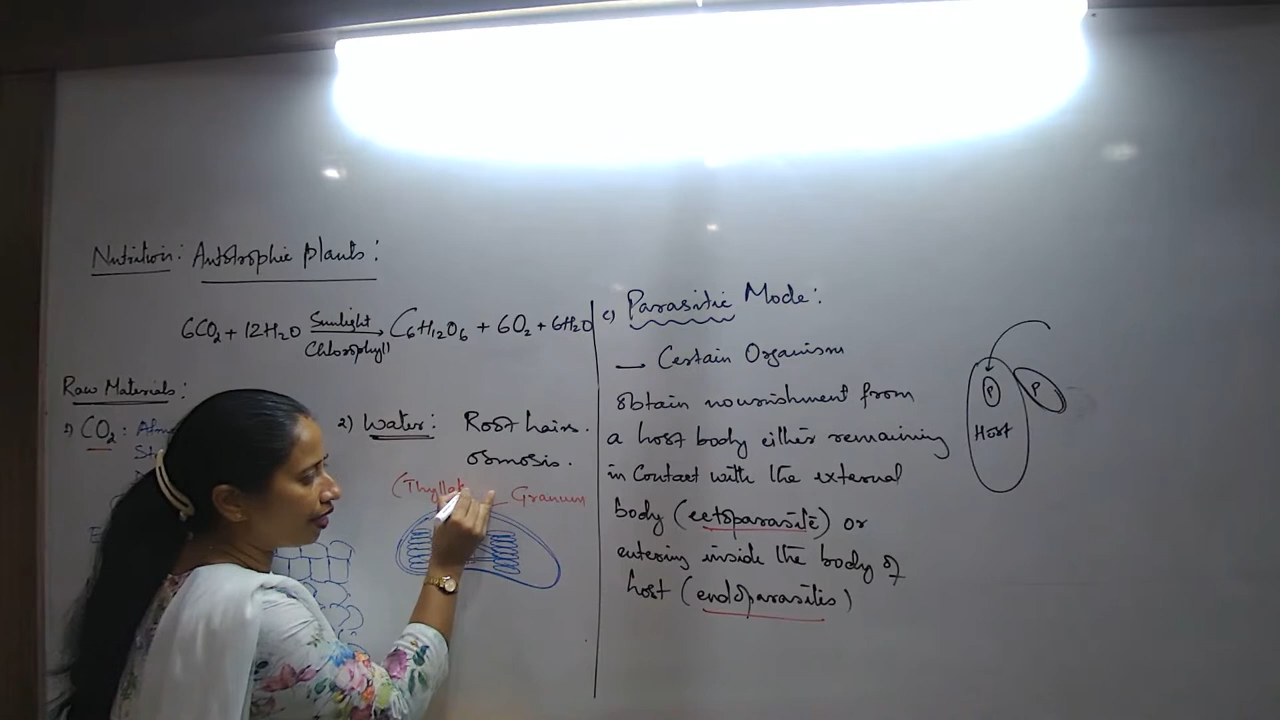 Nutrition: Autotrophic plants:
6CO2 + 12H2O Sunlight Chlorophyll C6H12O6 + 6O2 + 6H2O
Raw Materials:
1) CO2:
2) Water: Root hairs.
osmosis.
(Thylla
Granum
c) Parasitic Mode:
— Certain Organism
obtain nourishment from
a host body either remaining
in Contact with the external
body (ectoparasite) or
entering inside the body of
host (endoparasites)
P
P
Host